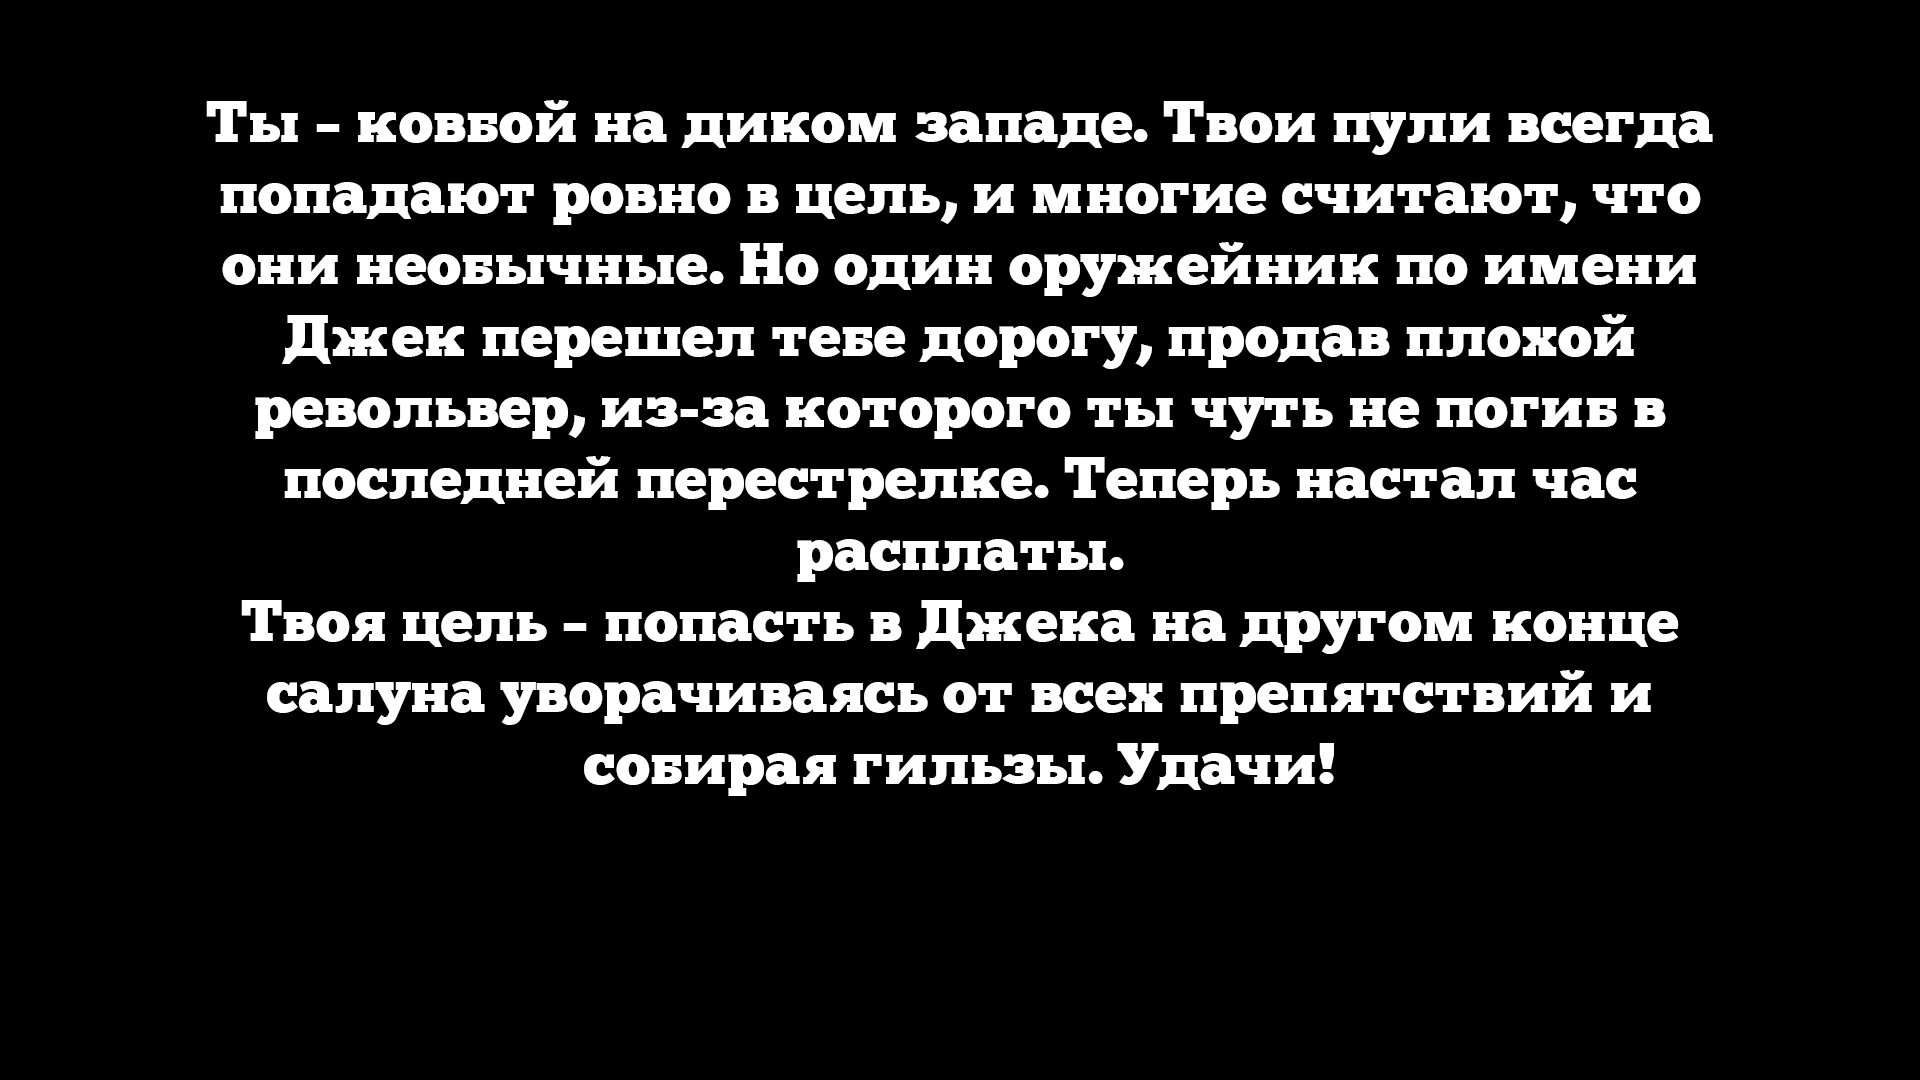 Ты – ковбой на диком западе. Твои пули всегда
попадают ровно в цель, и многие считают, что
они необычные. Но один оружейник по имени
Джек перешел тебе дорогу, продав плохой
револьвер, из-за которого ты чуть не погиб в
последней перестрелке. Теперь настал час
расплаты.
Твоя цель – попасть в Джека на другом конце
салуна уворачиваясь от всех препятствий и
собирая гильзы. Удачи!